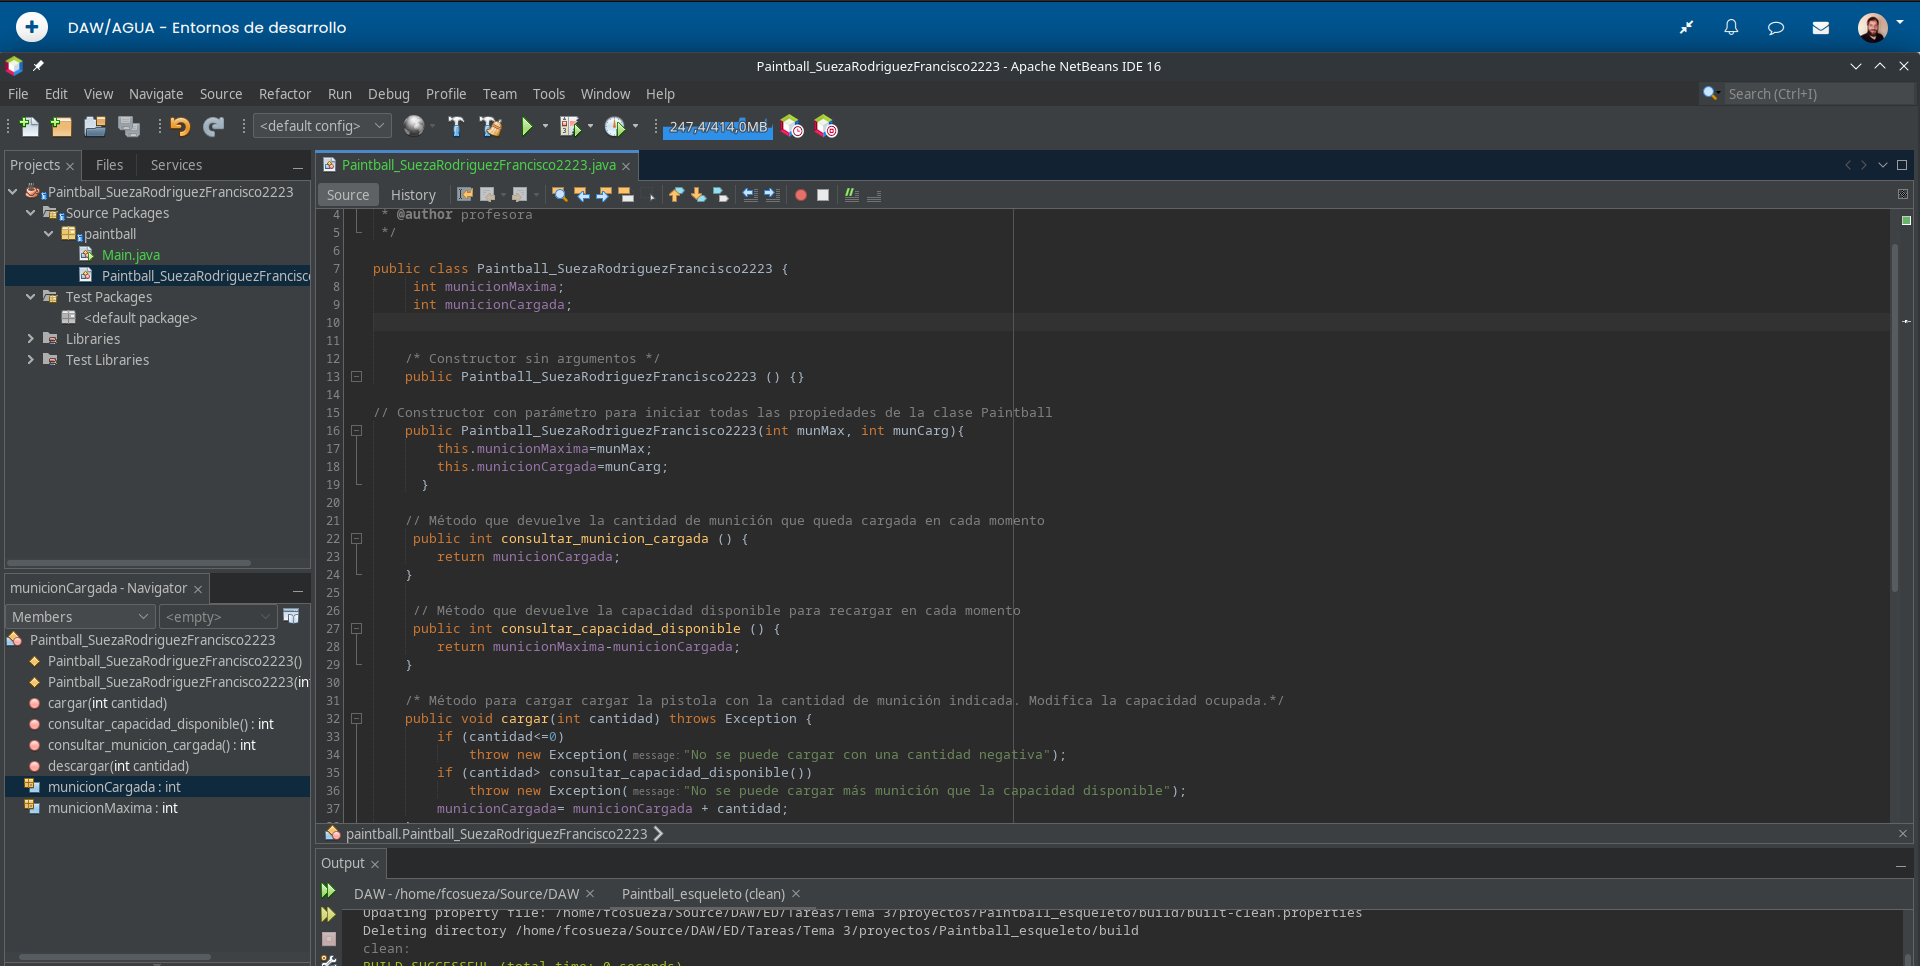 DAW/AGUA - Entornos de desarrollo
Paintball_SuezaRodriguezFrancisco2223 - Apache NetBeans IDE 16
File Edit View Navigate Source Refactor Run Debug Profile Team Tools Window Help
Search (Ctrl+I)
<default config>
247,4/414,0MB
Projects Files Services
Paintball_SuezaRodriguezFrancisco2223
Source Packages
paintball
Main.java
Paintball_SuezaRodriguezFrancisc
Test Packages
<default package>
Libraries
Test Libraries
municionCargada - Navigator
Members
<empty>
Paintball_SuezaRodriguezFrancisco2223
Paintball_SuezaRodriguezFrancisco2223()
Paintball_SuezaRodriguezFrancisco2223(in
cargar(int cantidad)
consultar_capacidad_disponible() : int
consultar_municion_cargada() : int
descargar(int cantidad)
municionCargada : int
municionMaxima : int
Paintball_SuezaRodriguezFrancisco2223.java
Source History
4 * @author profesora
5 */
6
7 public class Paintball_SuezaRodriguezFrancisco2223 {
8 int municionMaxima;
9 int municionCargada;
10
11
12 /* Constructor sin argumentos */
13 public Paintball_SuezaRodriguezFrancisco2223 () {}
14
15 // Constructor con parámetro para iniciar todas las propiedades de la clase Paintball
16 public Paintball_SuezaRodriguezFrancisco2223(int munMax, int munCarg){
17 this.municionMaxima=munMax;
18 this.municionCargada=munCarg;
19 }
20
21 // Método que devuelve la cantidad de munición que queda cargada en cada momento
22 public int consultar_municion_cargada () {
23 return municionCargada;
24 }
25
26 // Método que devuelve la capacidad disponible para recargar en cada momento
27 public int consultar_capacidad_disponible () {
28 return municionMaxima-municionCargada;
29 }
30
31 /* Método para cargar cargar la pistola con la cantidad de munición indicada. Modifica la capacidad ocupada.*/
32 public void cargar(int cantidad) throws Exception {
33 if (cantidad<=0)
34 throw new Exception( message: "No se puede cargar con una cantidad negativa");
35 if (cantidad> consultar_capacidad_disponible())
36 throw new Exception( message: "No se puede cargar más munición que la capacidad disponible");
37 municionCargada= municionCargada + cantidad;
paintball.Paintball_SuezaRodriguezFrancisco2223
Output
DAW - /home/fcosueza/Source/DAW Paintball_esqueleto (clean)
Updating property file: /home/fcosueza/Source/DAW/ED/Tareas/Tema 3/proyectos/Paintball_esqueleto/build/built-clean.properties
Deleting directory /home/fcosueza/Source/DAW/ED/Tareas/Tema 3/proyectos/Paintball_esqueleto/build
clean:
BUILD SUCCESSFUL (total time: 0 seconds)